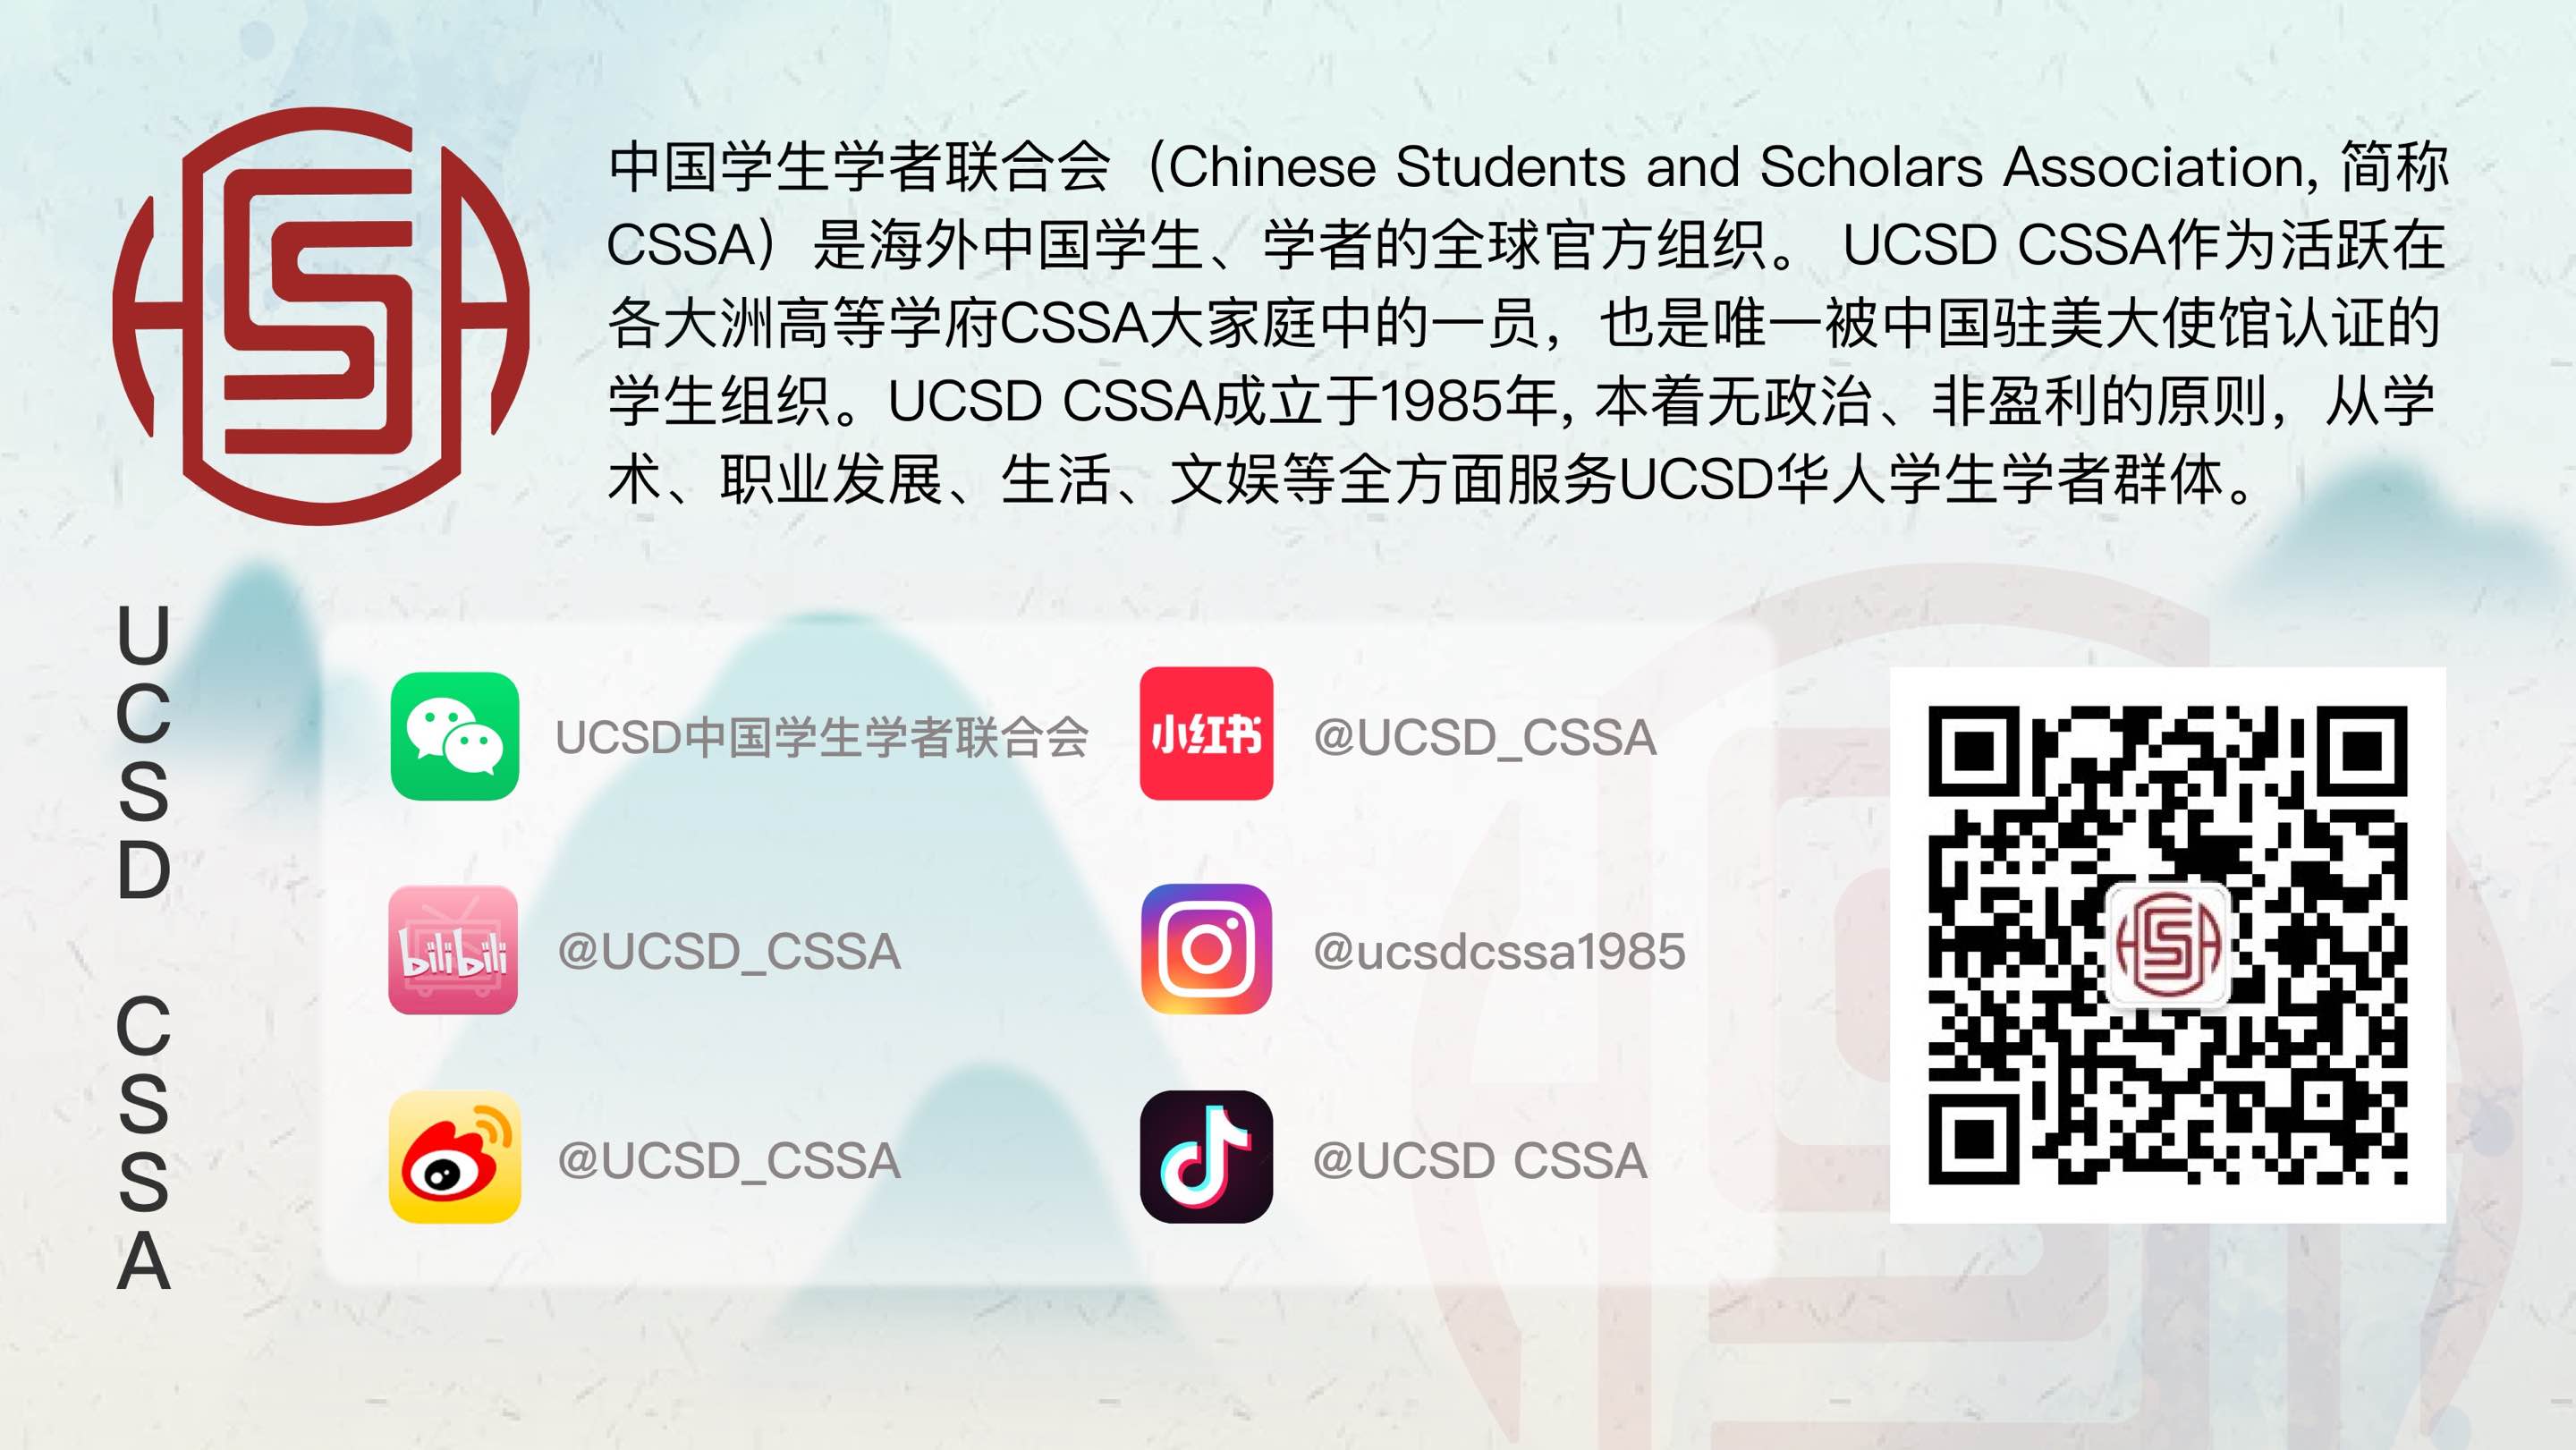 中国学生学者联合会（Chinese Students and Scholars Association, 简称
CSSA）是海外中国学生、学者的全球官方组织。 UCSD CSSA作为活跃在
各大洲高等学府CSSA大家庭中的一员，也是唯一被中国驻美大使馆认证的
学生组织。UCSD CSSA成立于1985年, 本着无政治、非盈利的原则，从学
术、职业发展、生活、文娱等全方面服务UCSD华人学生学者群体。
UCSD CSSA
UCSD中国学生学者联合会
小红书
@UCSD_CSSA
bilibili
@UCSD_CSSA
@ucsdcssa1985
@UCSD_CSSA
@UCSD CSSA